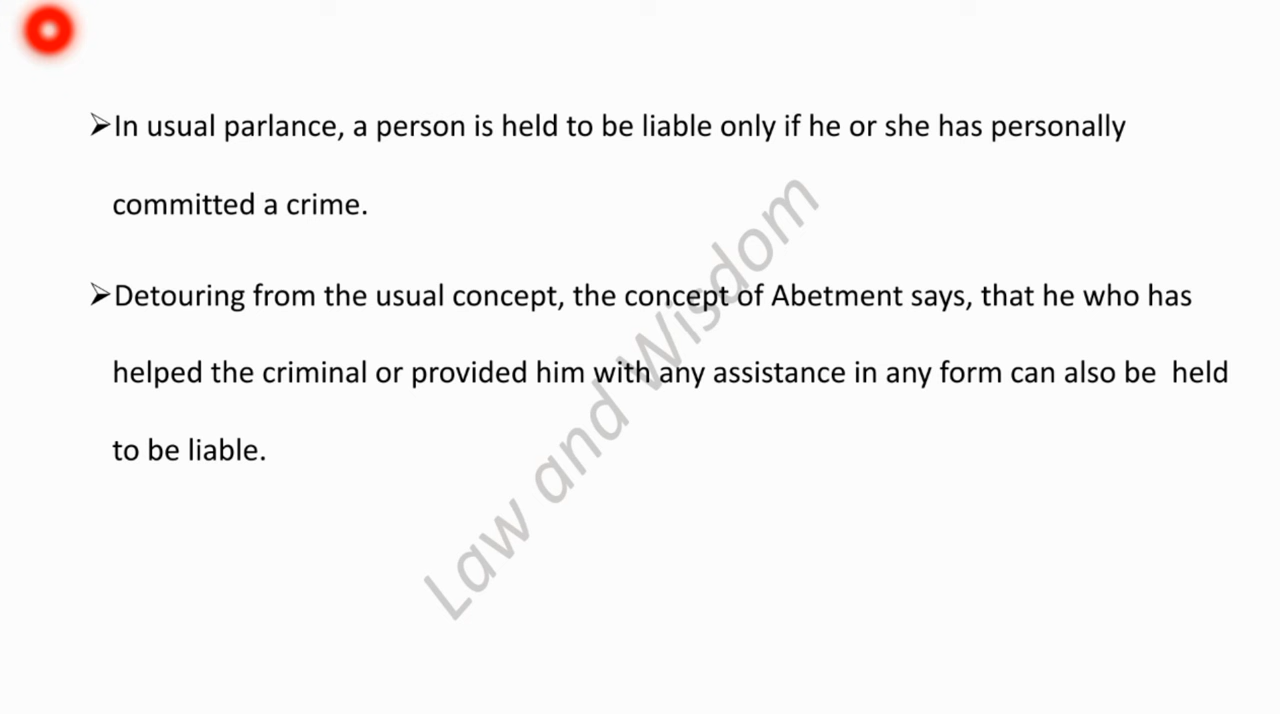 ➢In usual parlance, a person is held to be liable only if he or she has personally
committed a crime.
➢Detouring from the usual concept, the concept of Abetment says, that he who has
helped the criminal or provided him with any assistance in any form can also be held
to be liable.
Law and Wisdom